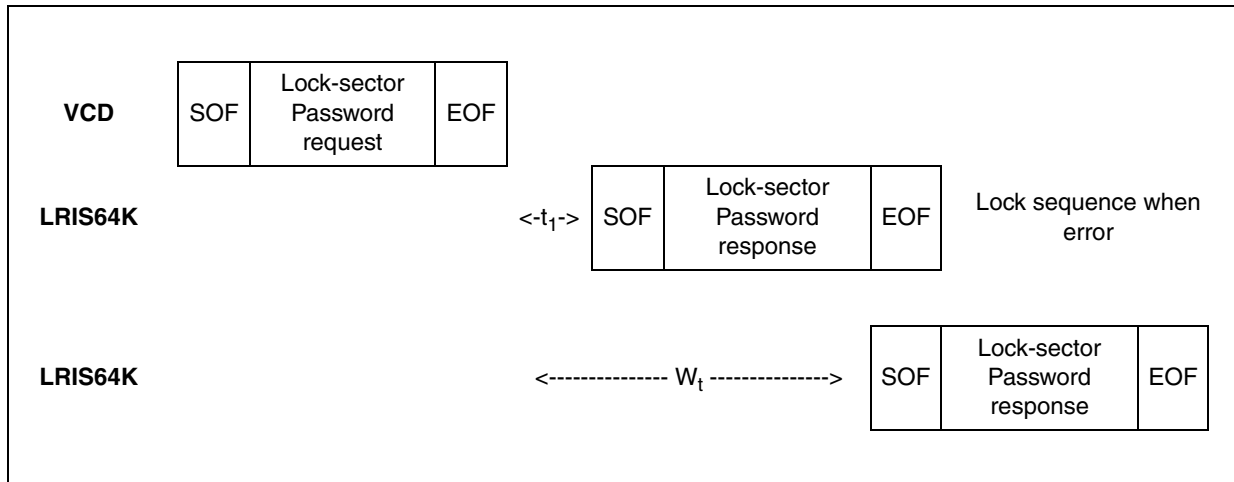 VCD SOF Lock-sector Password request EOF
LRIS64K <-t1-> SOF Lock-sector Password response EOF Lock sequence when error
LRIS64K <--------------- Wt ---------------> SOF Lock-sector Password response EOF